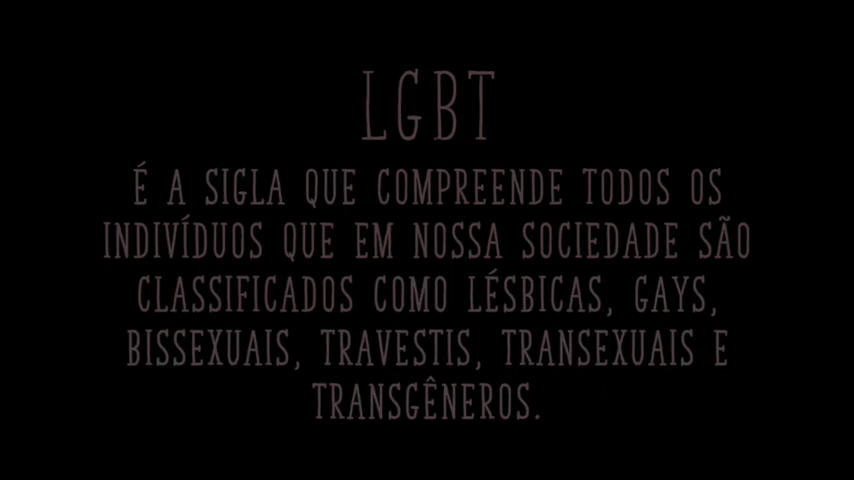 LGBT
É A SIGLA QUE COMPREENDE TODOS OS
INDIVÍDUOS QUE EM NOSSA SOCIEDADE SÃO
CLASSIFICADOS COMO LÉSBICAS, GAYS,
BISSEXUAIS, TRAVESTIS, TRANSEXUAIS E
TRANSGÊNEROS.